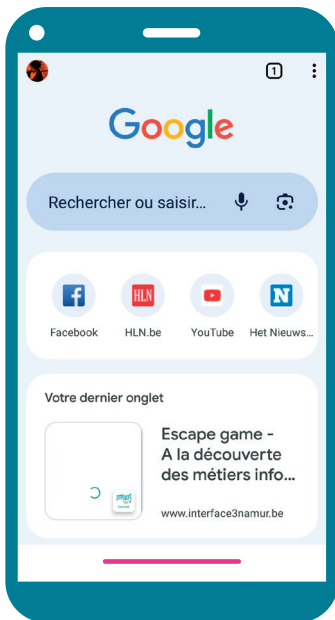 1
Google
Rechercher ou saisir...
f
HLN
N
Facebook
HLN.be
YouTube
Het Nieuws...
Votre dernier onglet
Escape game -
A la découverte
des métiers info...
www.interface3namur.be